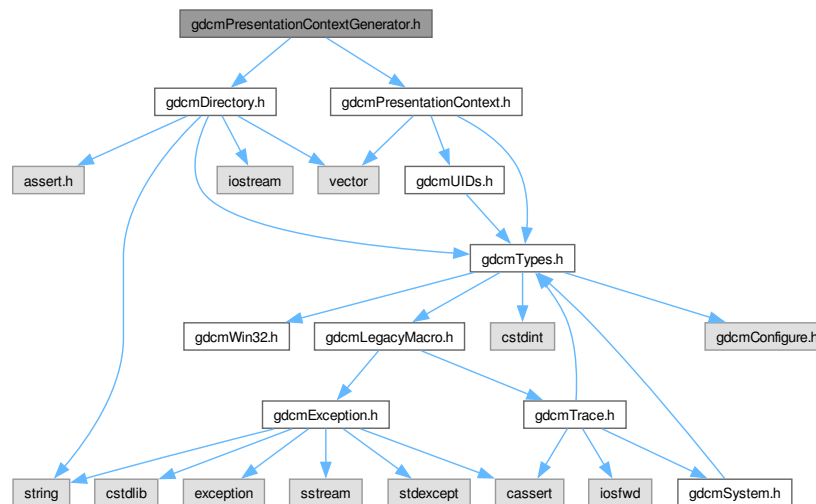 gdcmPresentationContextGenerator.h
gdcmDirectory.h
gdcmPresentationContext.h
assert.h
iostream
vector
gdcmUIDs.h
gdcmTypes.h
gdcmWin32.h
gdcmLegacyMacro.h
cstdint
gdcmConfigure.h
gdcmException.h
gdcmTrace.h
string
cstdlib
exception
sstream
stdexcept
cassert
iosfwd
gdcmSystem.h